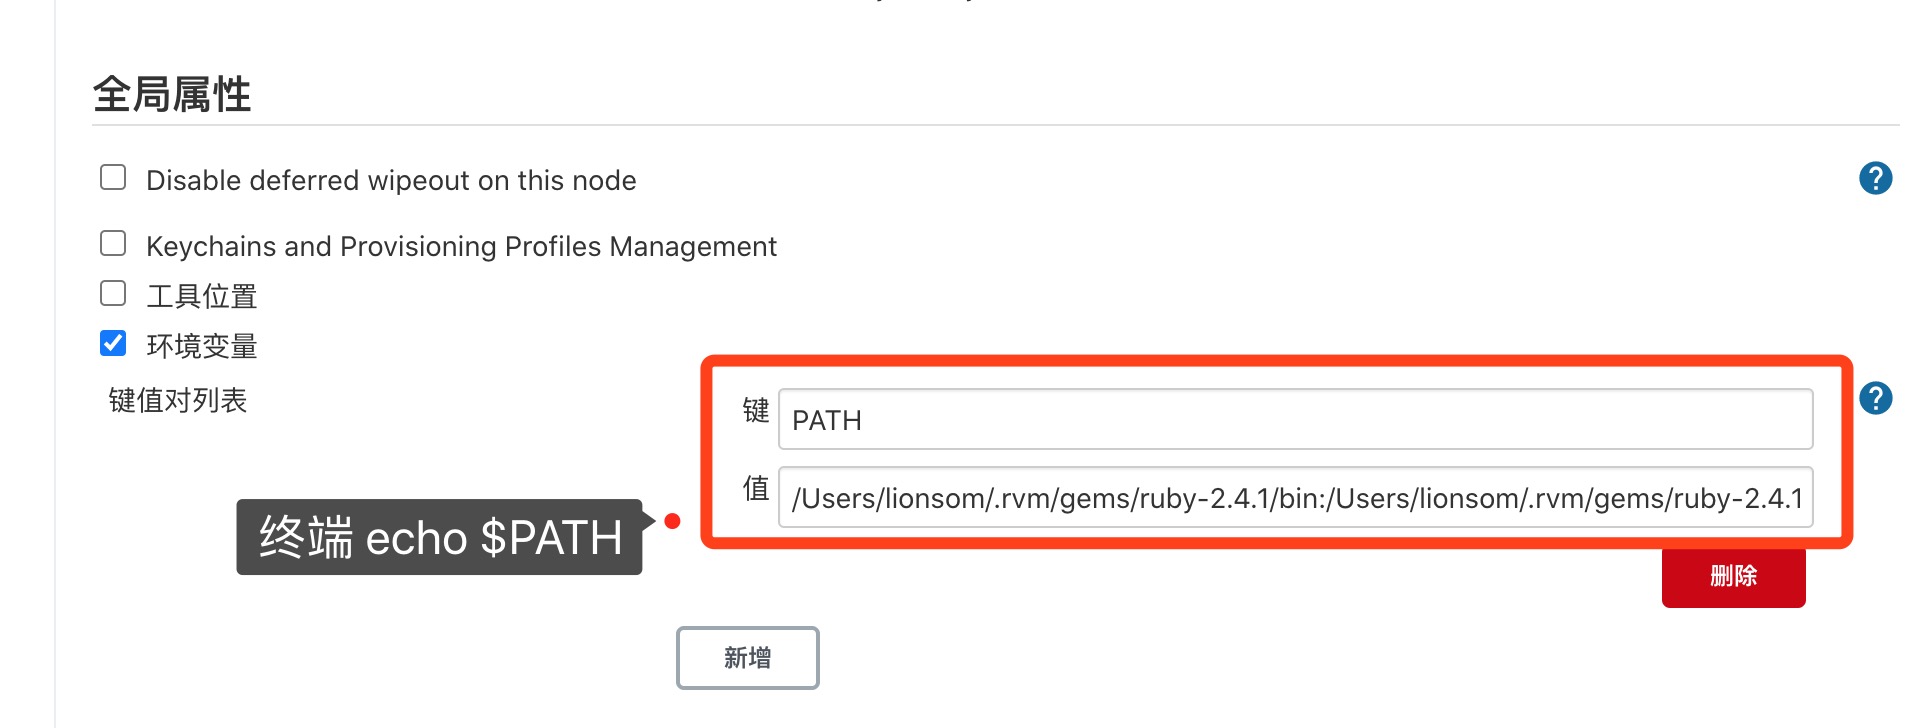 全局属性
Disable deferred wipeout on this node
?
Keychains and Provisioning Profiles Management
工具位置
环境变量
键值对列表
?
键
PATH
值
/Users/lionsom/.rvm/gems/ruby-2.4.1/bin:/Users/lionsom/.rvm/gems/ruby-2.4.1
终端 echo $PATH
删除
新增